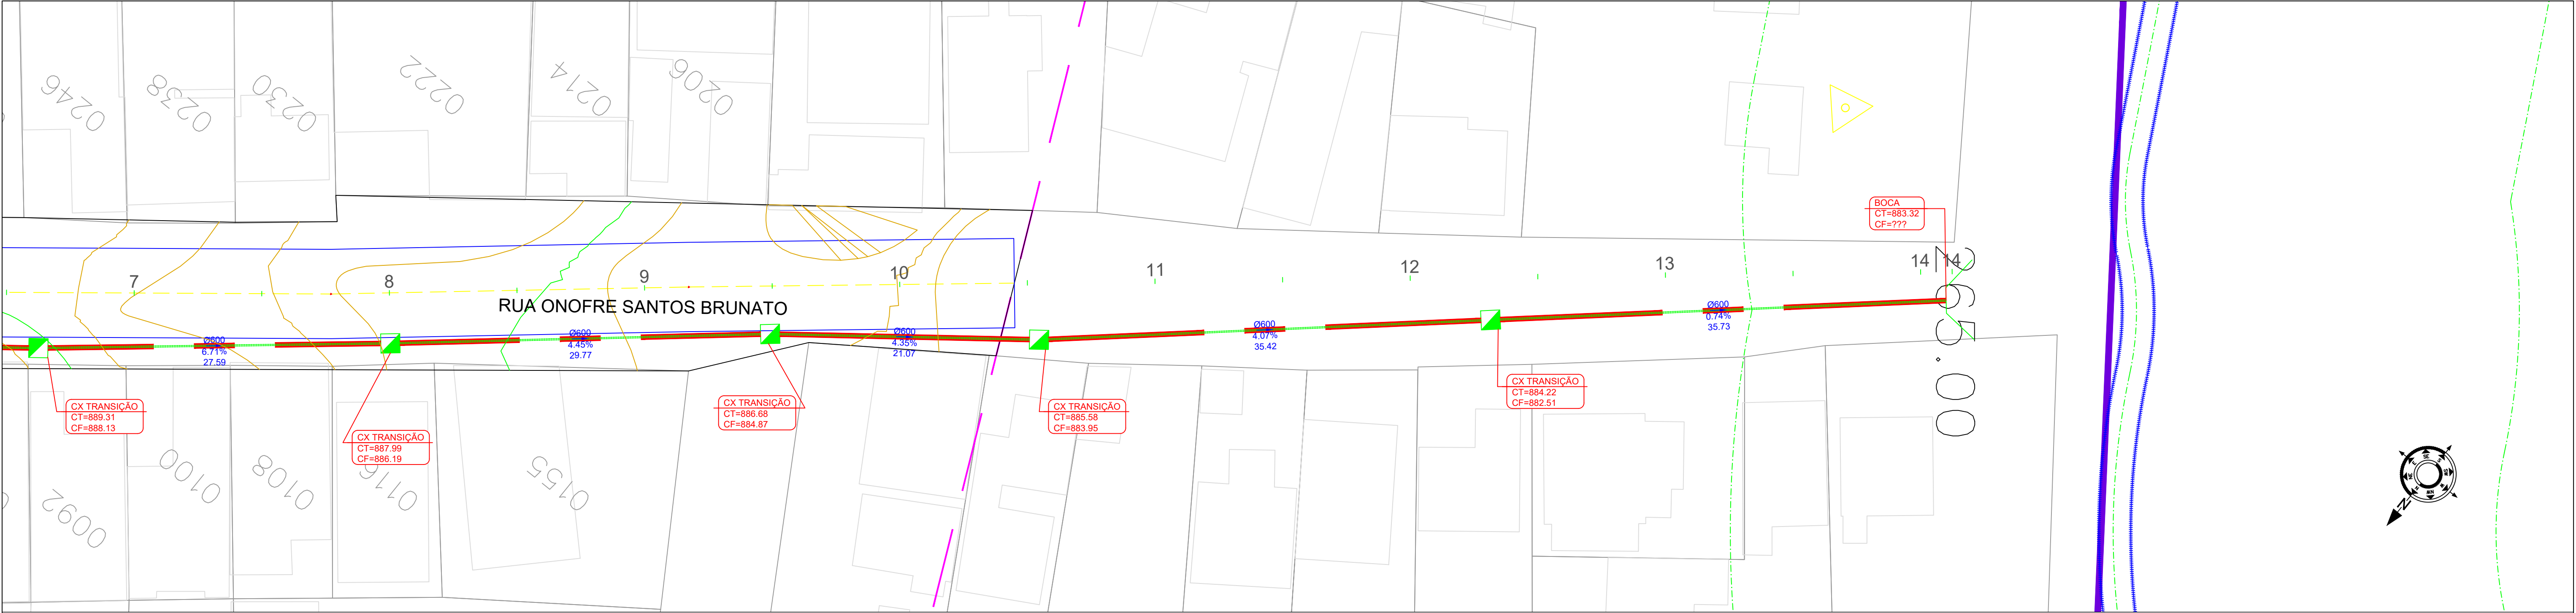 0246
0238
0230
0222
0214
0206
BOCA
CT=883.32
CF=???
7
8
9
10
11
12
13
14
14
RUA ONOFRE SANTOS BRUNATO
Ø600
6.71%
27.59
Ø600
4.45%
29.77
Ø600
4.35%
21.07
Ø600
4.07%
35.42
Ø600
0.74%
35.73
CX TRANSIÇÃO
CT=889.31
CF=888.13
CX TRANSIÇÃO
CT=887.99
CF=886.19
CX TRANSIÇÃO
CT=886.68
CF=884.87
CX TRANSIÇÃO
CT=885.58
CF=883.95
CX TRANSIÇÃO
CT=884.22
CF=882.51
0092
0100
0108
0116
0155
N